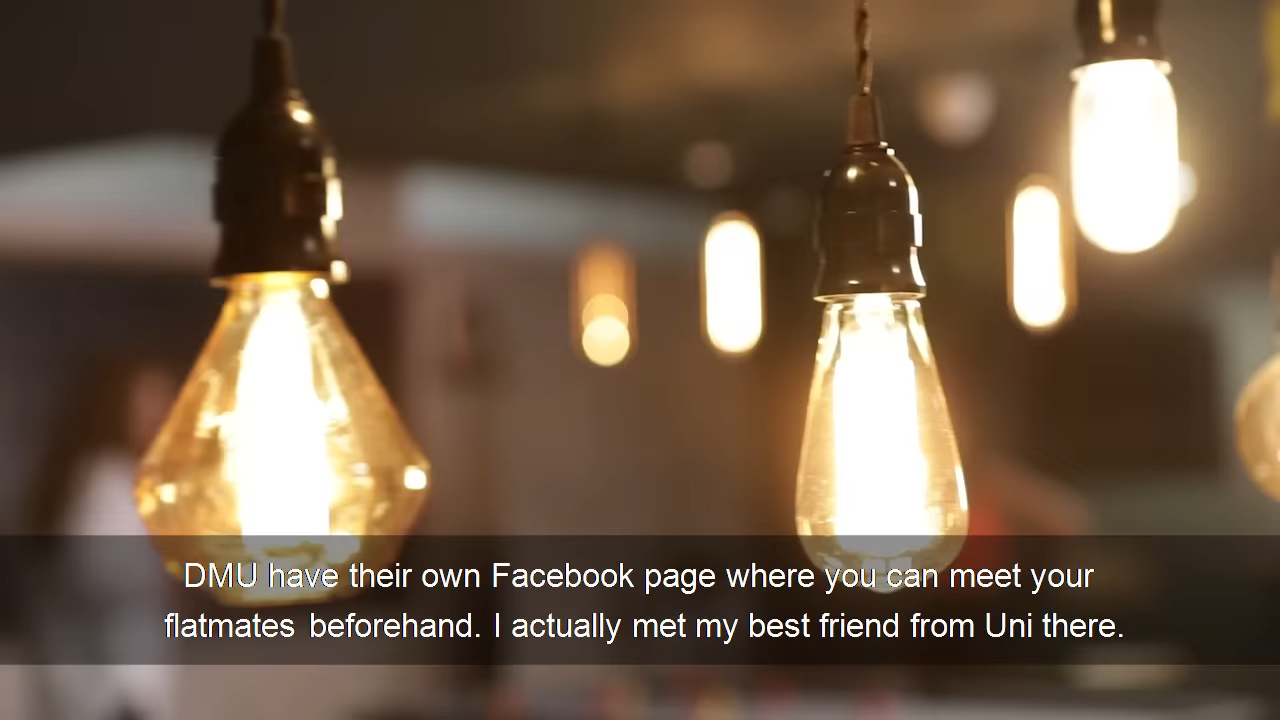 DMU have their own Facebook page where you can meet your
flatmates beforehand. I actually met my best friend from Uni there.